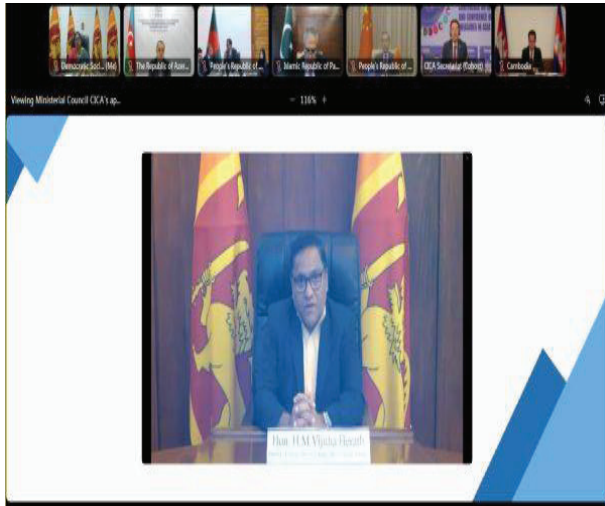 Democratic Soci... (Me)
The Republic of Azer...
People's Republic of ...
Islamic Republic of Pa...
People's Republic of ...
CICA Secretariat (Cohost)
Cambodia
Viewing Ministerial Council CICA's ap...
116%
Hon. H.M Vijitha Herath